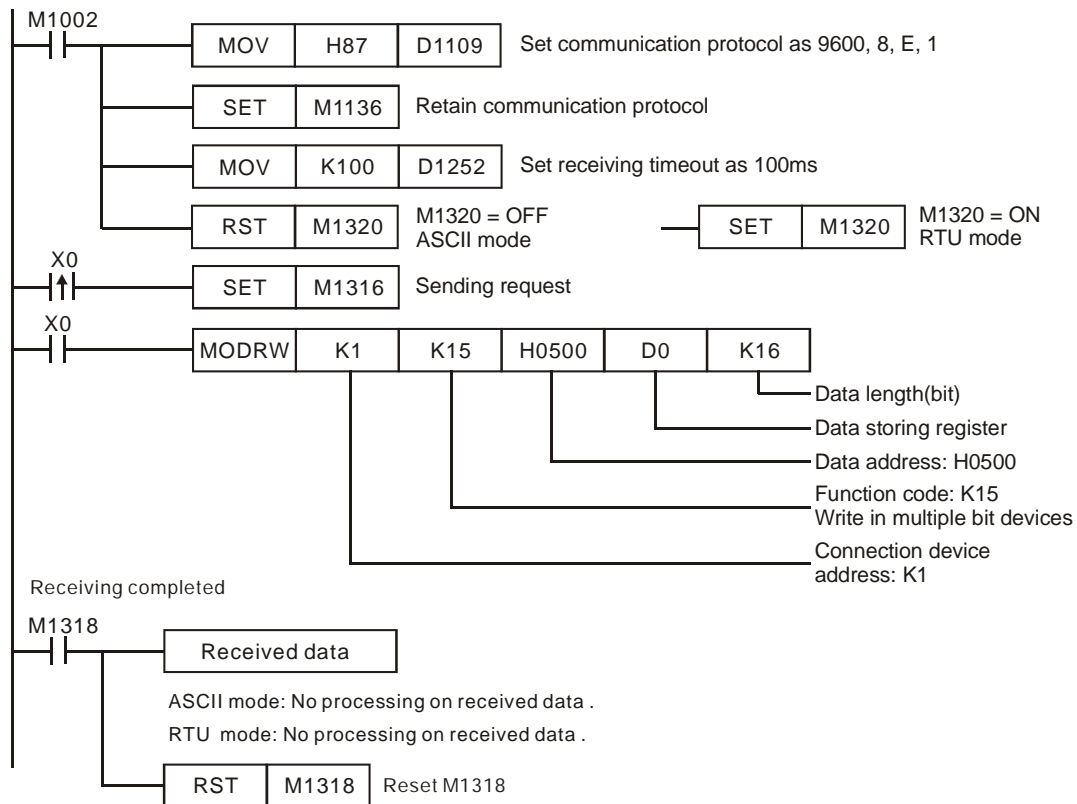 M1002
MOV H87 D1109 Set communication protocol as 9600, 8, E, 1
SET M1136 Retain communication protocol
MOV K100 D1252 Set receiving timeout as 100ms
RST M1320 M1320 = OFF
ASCII mode
SET M1320 M1320 = ON
RTU mode
X0
SET M1316 Sending request
X0
MODRW K1 K15 H0500 D0 K16
Data length(bit)
Data storing register
Data address: H0500
Function code: K15
Write in multiple bit devices
Connection device
address: K1
Receiving completed
M1318
Received data
ASCII mode: No processing on received data .
RTU mode: No processing on received data .
RST M1318 Reset M1318